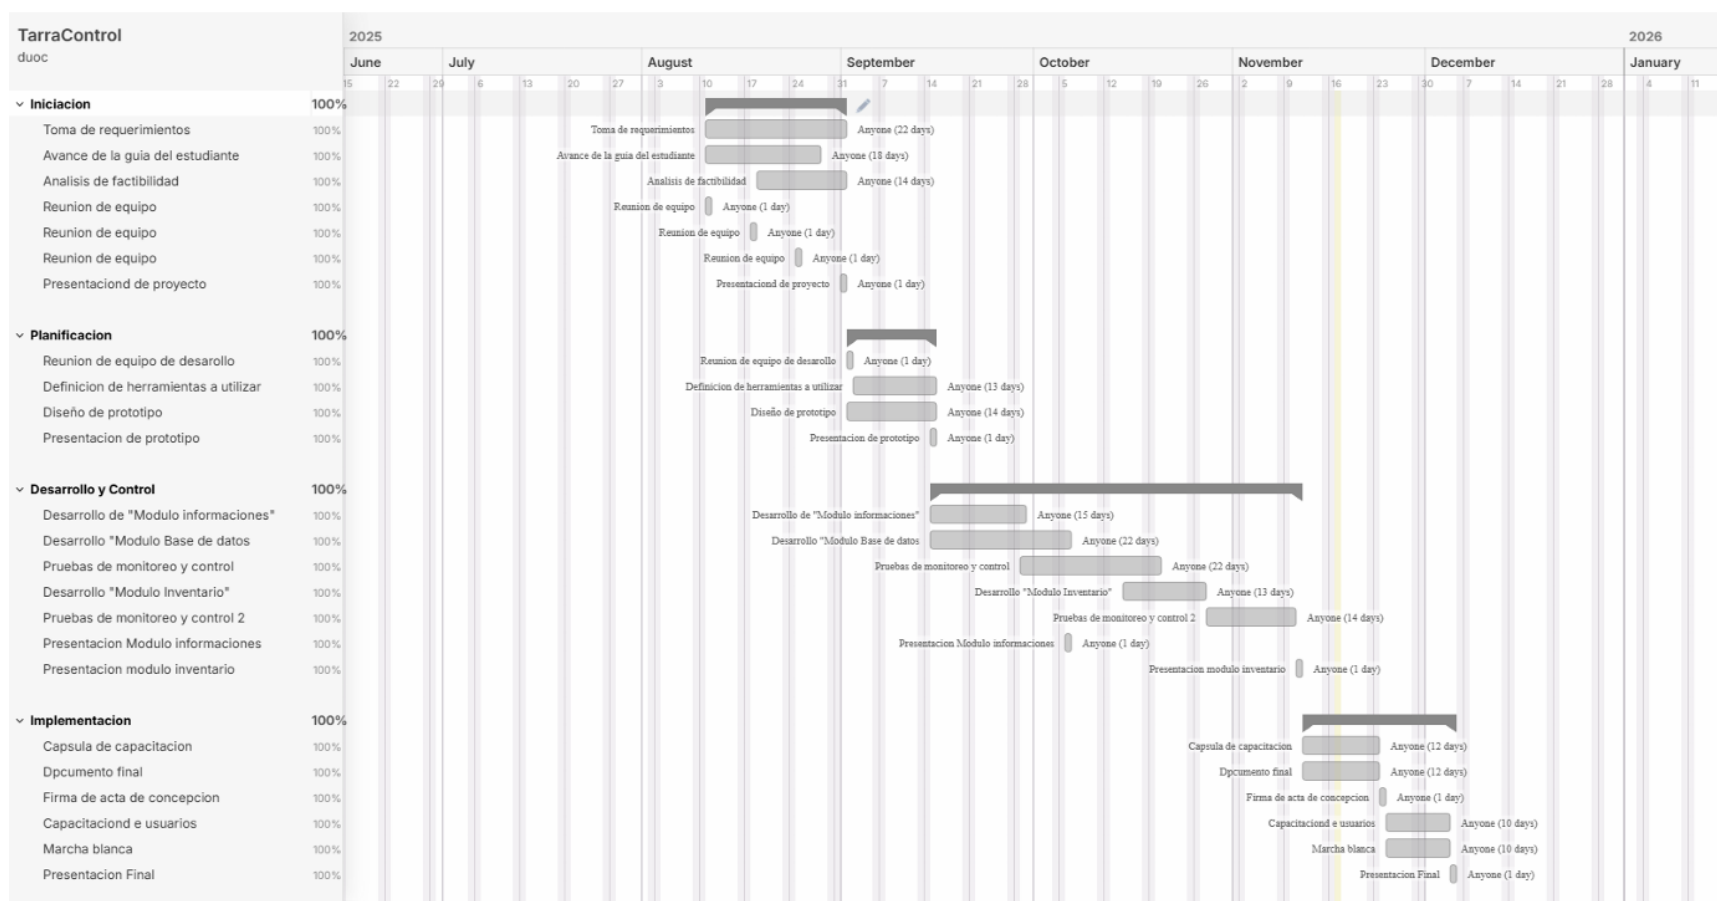 TarraControl
duoc
2025 2026
June July August September October November December January
15 22 29 6 13 20 27 3 10 17 24 31 7 14 21 28 5 12 19 26 2 9 16 23 30 7 14 21 28 4 11
Iniciacion 100%
Toma de requerimientos 100% Toma de requerimientos Anyone (22 days)
Avance de la guia del estudiante 100% Avance de la guia del estudiante Anyone (18 days)
Analisis de factibilidad 100% Analisis de factibilidad Anyone (14 days)
Reunion de equipo 100% Reunion de equipo Anyone (1 day)
Reunion de equipo 100% Reunion de equipo Anyone (1 day)
Reunion de equipo 100% Reunion de equipo Anyone (1 day)
Presentaciond de proyecto 100% Presentaciond de proyecto Anyone (1 day)
Planificacion 100%
Reunion de equipo de desarollo 100% Reunion de equipo de desarollo Anyone (1 day)
Definicion de herramientas a utilizar 100% Definicion de herramientas a utilizar Anyone (13 days)
Diseño de prototipo 100% Diseño de prototipo Anyone (14 days)
Presentacion de prototipo 100% Presentacion de prototipo Anyone (1 day)
Desarrollo y Control 100%
Desarrollo de "Modulo informaciones" 100% Desarrollo de "Modulo informaciones" Anyone (15 days)
Desarrollo "Modulo Base de datos 100% Desarrollo "Modulo Base de datos Anyone (22 days)
Pruebas de monitoreo y control 100% Pruebas de monitoreo y control Anyone (22 days)
Desarrollo "Modulo Inventario" 100% Desarrollo "Modulo Inventario" Anyone (13 days)
Pruebas de monitoreo y control 2 100% Pruebas de monitoreo y control 2 Anyone (14 days)
Presentacion Modulo informaciones 100% Presentacion Modulo informaciones Anyone (1 day)
Presentacion modulo inventario 100% Presentacion modulo inventario Anyone (1 day)
Implementacion 100%
Capsula de capacitacion 100% Capsula de capacitacion Anyone (12 days)
Dpcumento final 100% Dpcumento final Anyone (12 days)
Firma de acta de concepcion 100% Firma de acta de concepcion Anyone (1 day)
Capacitaciond e usuarios 100% Capacitaciond e usuarios Anyone (10 days)
Marcha blanca 100% Marcha blanca Anyone (10 days)
Presentacion Final 100% Presentacion Final Anyone (1 day)